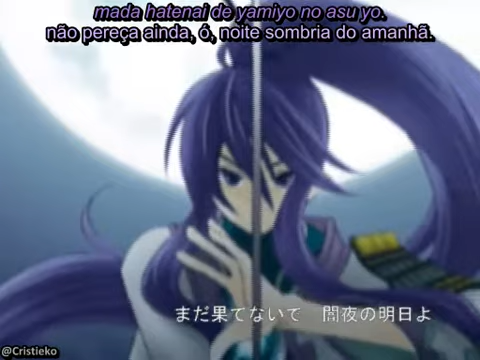 mada hatenai de yamiyo no asu yo.
não pereça ainda, ó, noite sombria do amanhã.
まだ果てないで　闇夜の明日よ
@Cristieko